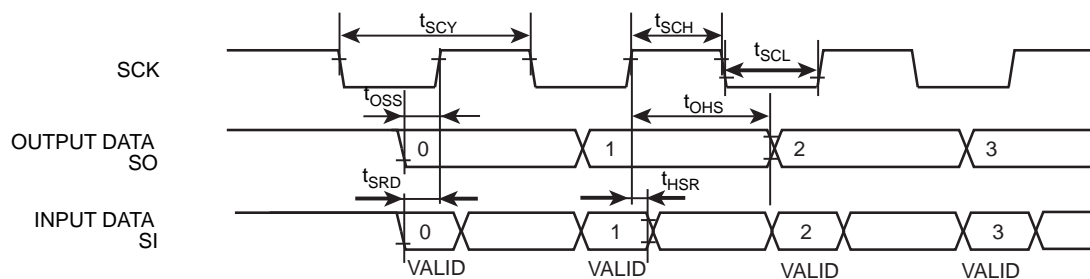 tSCY
tSCH
SCK
tSCL
tOSS
tOHS
OUTPUT DATA
SO
0
1
2
3
tSRD
tHSR
INPUT DATA
SI
0
1
2
3
VALID
VALID
VALID
VALID